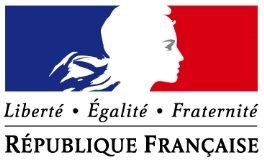 Liberté • Égalité • Fraternité
RÉPUBLIQUE FRANÇAISE